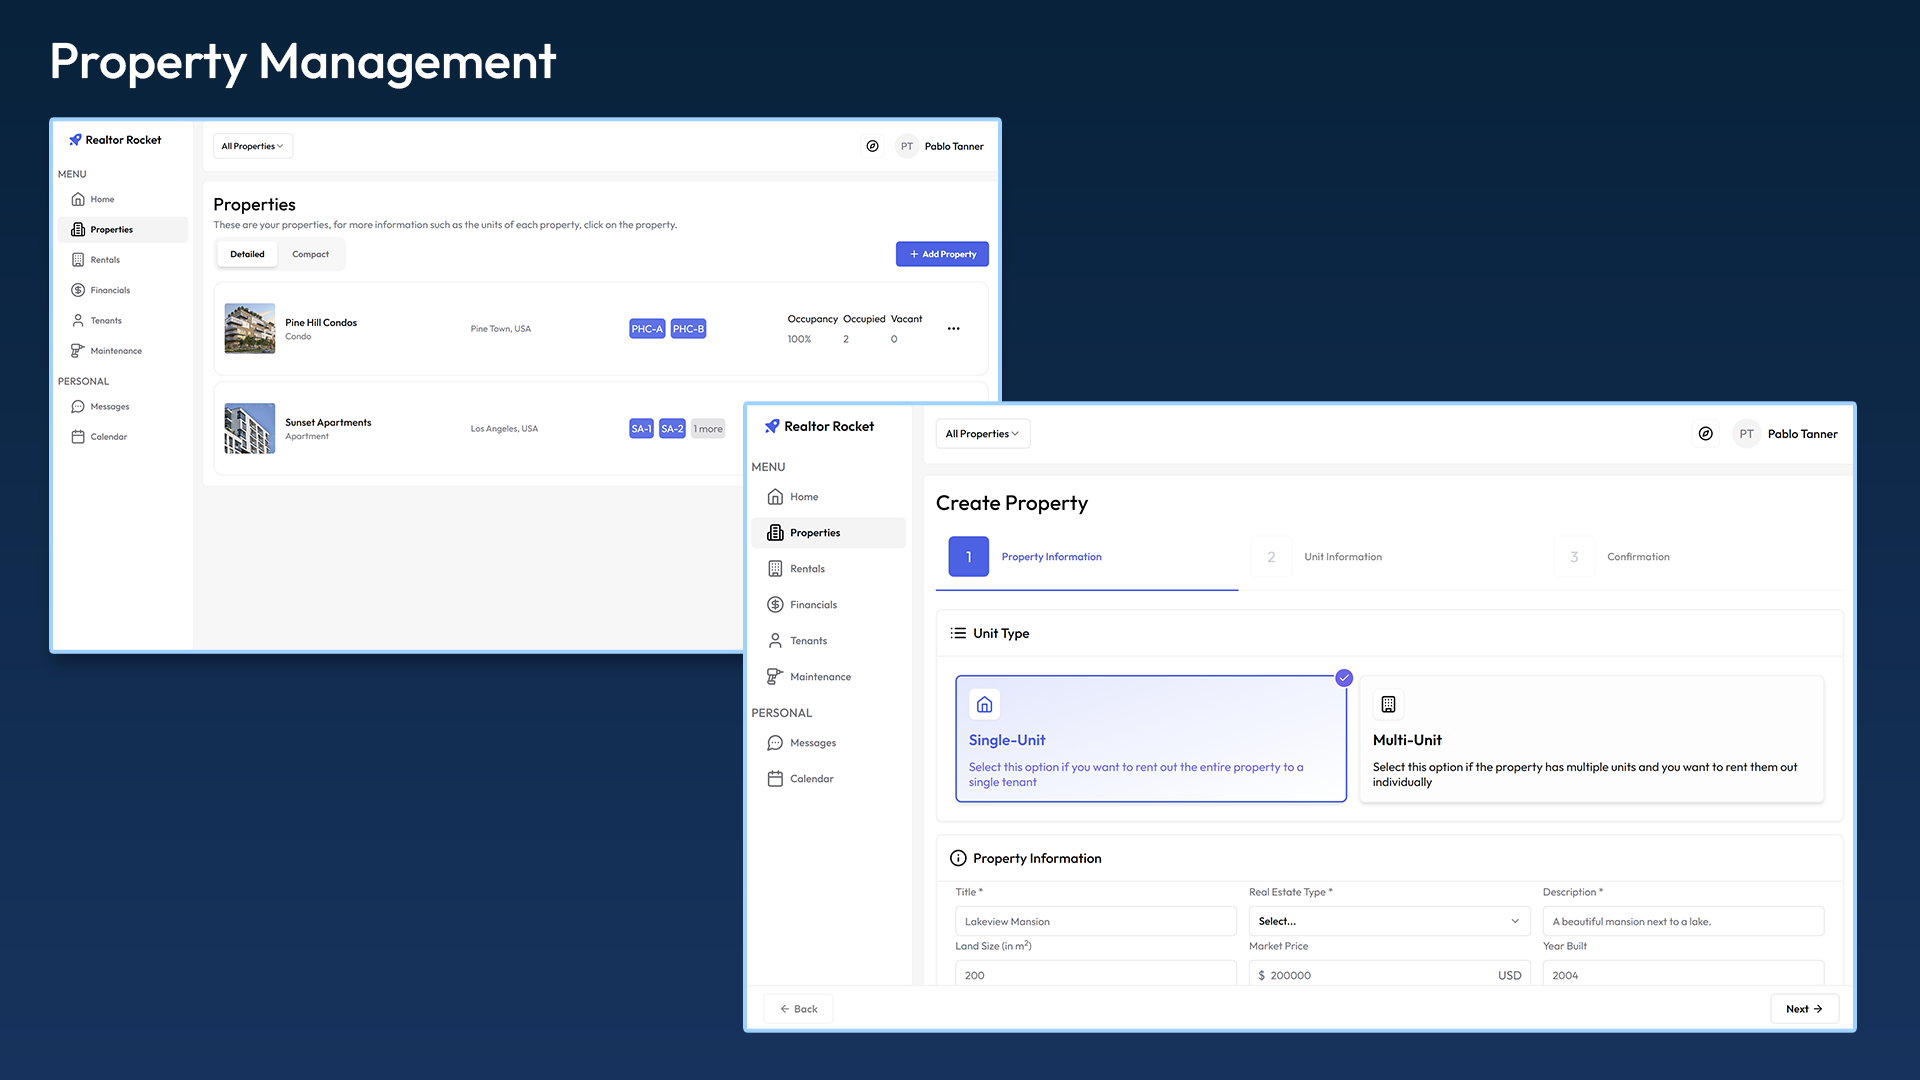 Property Management
Realtor Rocket
All Properties
PT Pablo Tanner
MENU
Home
Properties
Rentals
Financials
Tenants
Maintenance
PERSONAL
Messages
Calendar
Properties
These are your properties, for more information such as the units of each property, click on the property.
Detailed Compact
+ Add Property
Pine Hill Condos
Condo
Pine Town, USA
PHC-A PHC-B
Occupancy Occupied Vacant
100% 2 0
Sunset Apartments
Apartment
Los Angeles, USA
SA-1 SA-2 1 more
Realtor Rocket
All Properties
PT Pablo Tanner
MENU
Home
Properties
Rentals
Financials
Tenants
Maintenance
PERSONAL
Messages
Calendar
Create Property
1 Property Information
2 Unit Information
3 Confirmation
Unit Type
Single-Unit
Select this option if you want to rent out the entire property to a
single tenant
Multi-Unit
Select this option if the property has multiple units and you want to rent them out
individually
Property Information
Title * Real Estate Type * Description *
Lakeview Mansion Select... A beautiful mansion next to a lake.
Land Size (in m²) Market Price Year Built
200 $ 200000 USD 2004
← Back
Next →